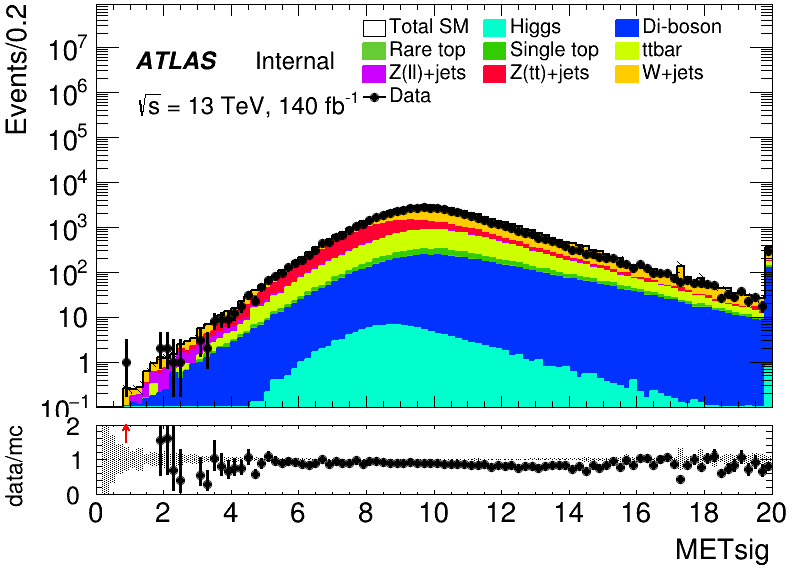 Events/0.2
10⁷
10⁶
10⁵
10⁴
10³
10²
10
1
10⁻¹
ATLAS Internal
√s = 13 TeV, 140 fb⁻¹
Total SM Higgs Di-boson
Rare top Single top ttbar
Z(ll)+jets Z(tt)+jets W+jets
Data
data/mc
2
1
0
0 2 4 6 8 10 12 14 16 18 20
METsig